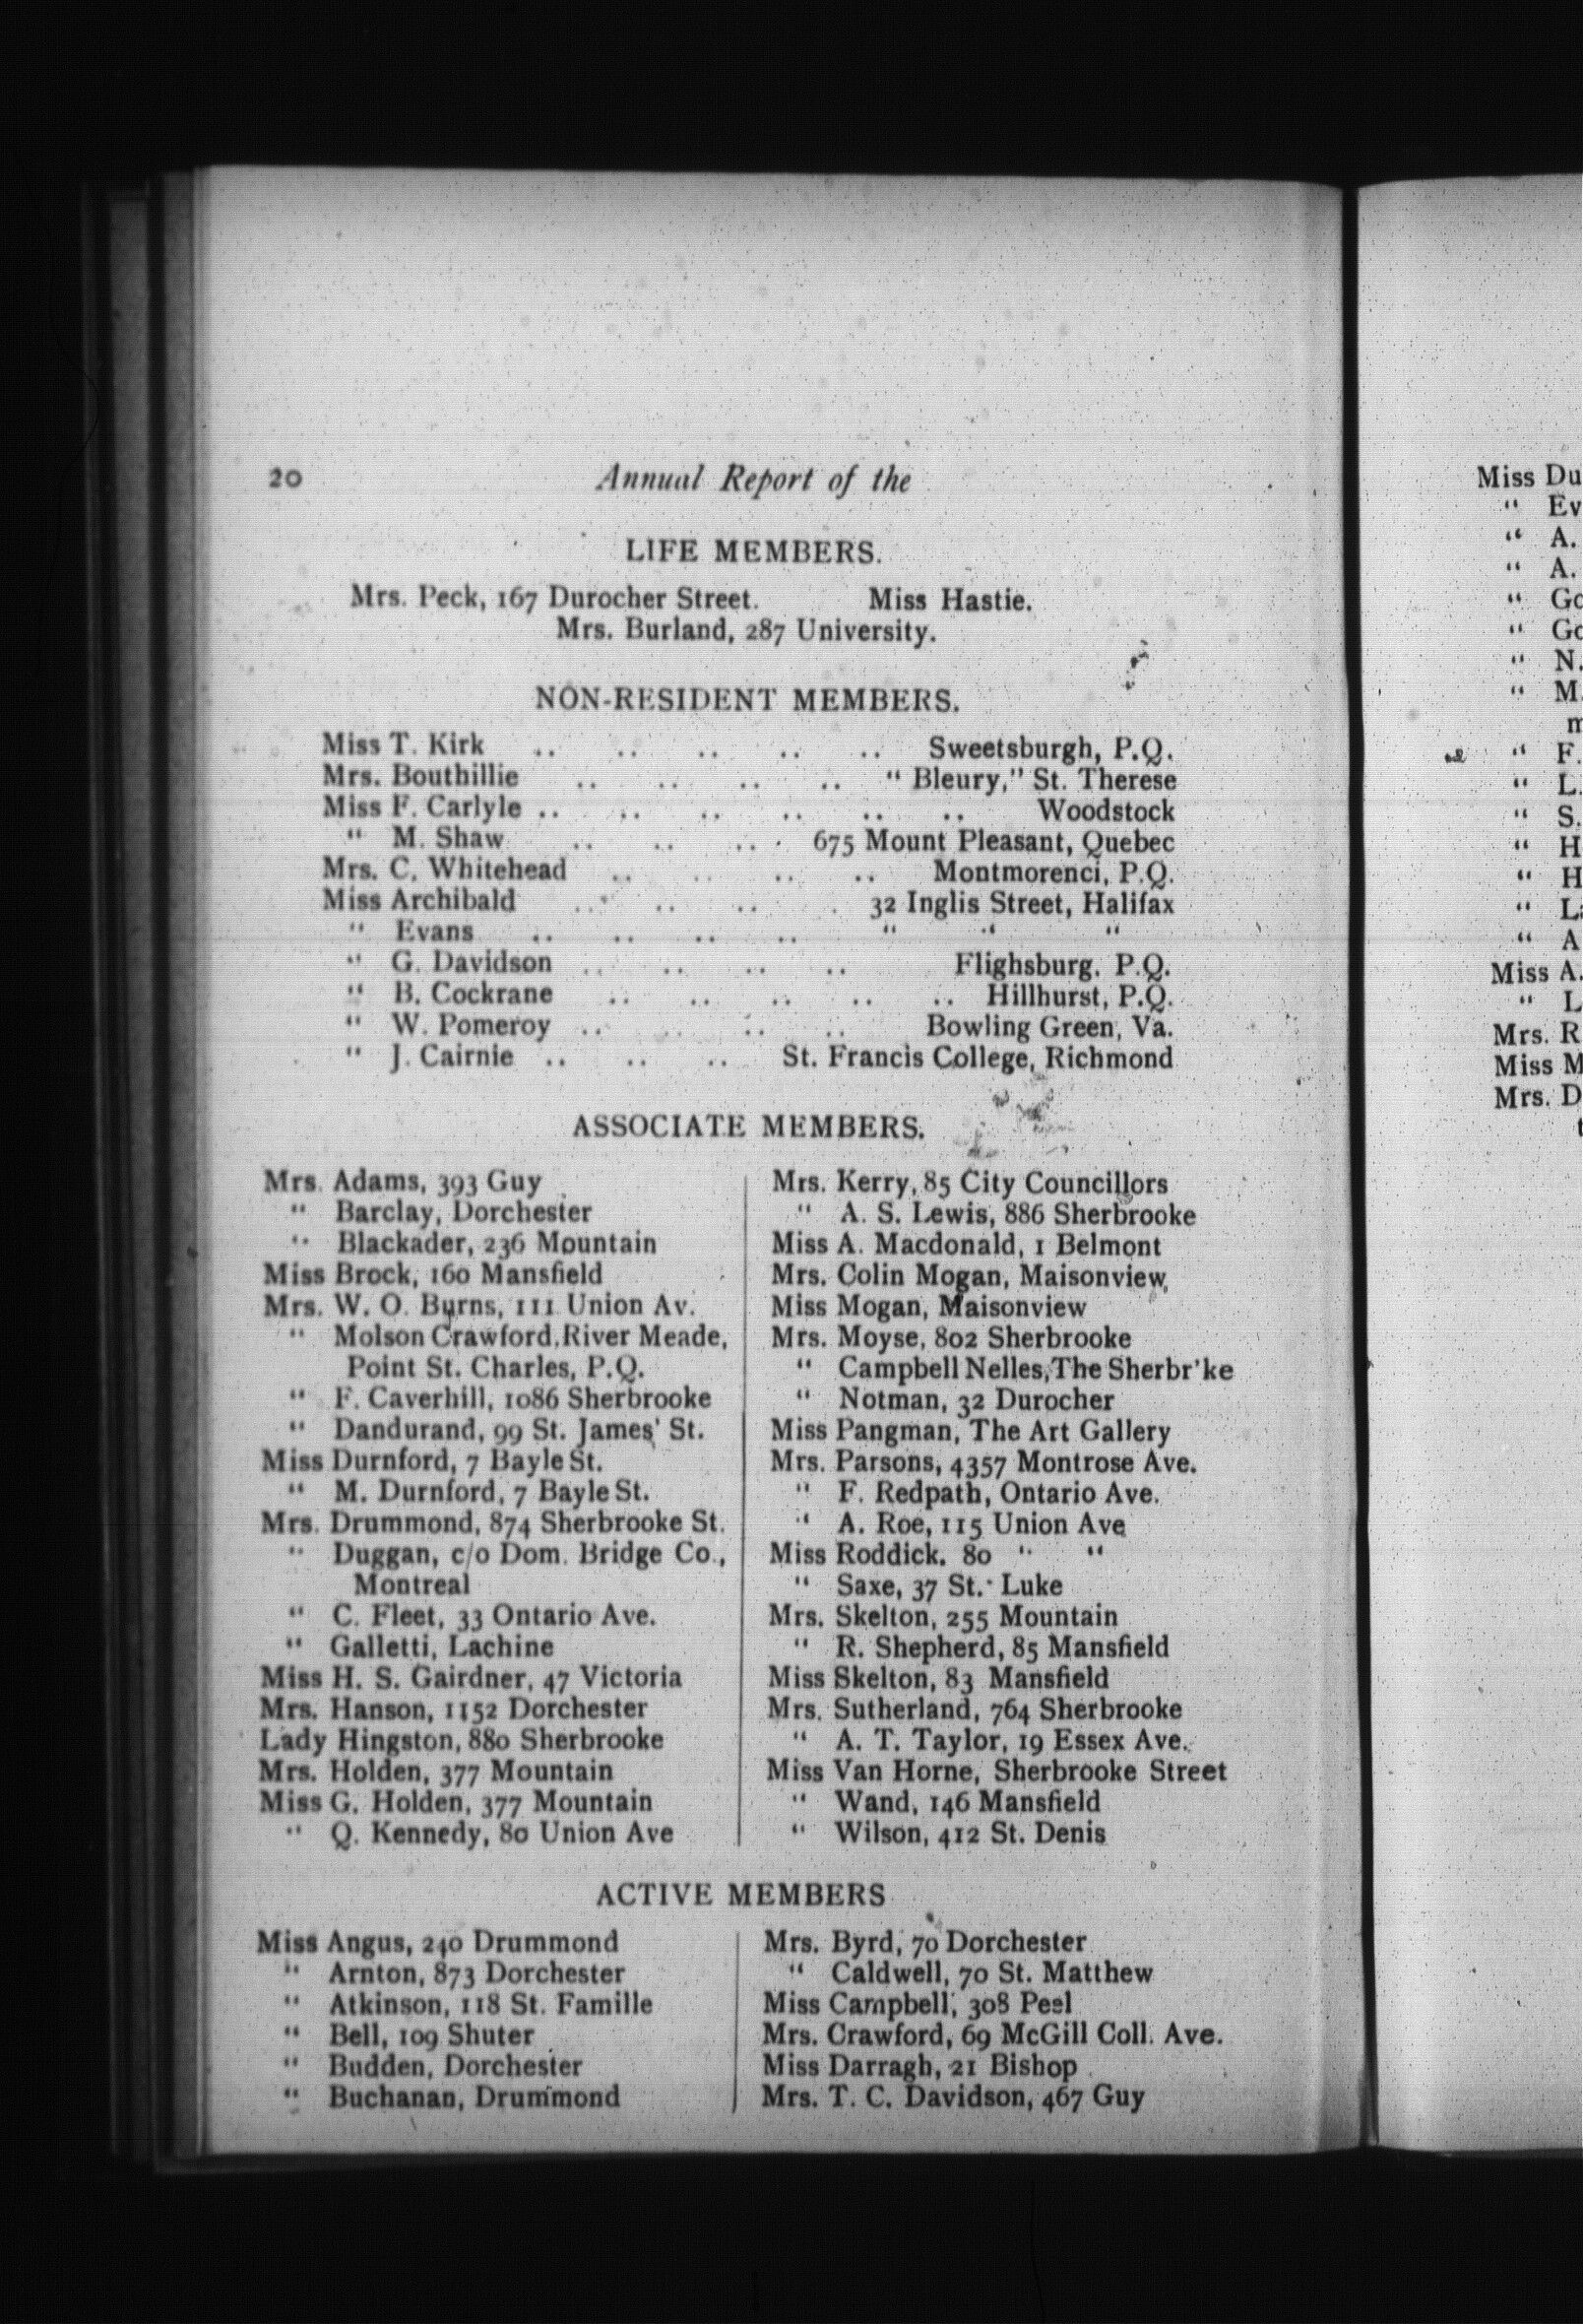 20
Annual Report of the
LIFE MEMBERS.
Mrs. Peck, 167 Durocher Street. Miss Hastie.
Mrs. Burland, 287 University.
NON-RESIDENT MEMBERS.
Miss T. Kirk .. .. .. .. .. Sweetsburgh, P.Q.
Mrs. Bouthillie .. .. .. .. " Bleury," St. Therese
Miss F. Carlyle .. .. .. .. .. .. Woodstock
" M. Shaw .. .. .. . 675 Mount Pleasant, Quebec
Mrs. C. Whitehead .. .. .. .. Montmorenci, P.Q.
Miss Archibald .. .. .. . 32 Inglis Street, Halifax
" Evans .. .. .. .. " " "
" G. Davidson .. .. .. .. Flighsburg. P.Q.
" B. Cockrane .. .. .. .. .. Hillhurst, P.Q.
" W. Pomeroy .. .. .. .. Bowling Green, Va.
" J. Cairnie .. .. .. St. Francis College, Richmond
ASSOCIATE MEMBERS.
Mrs. Adams, 393 Guy
" Barclay, Dorchester
" Blackader, 236 Mountain
Miss Brock, 160 Mansfield
Mrs. W. O. Byrns, 111 Union Av.
" Molson Crawford, River Meade,
Point St. Charles, P.Q.
" F. Caverhill, 1086 Sherbrooke
" Dandurand, 99 St. James' St.
Miss Durnford, 7 Bayle St.
" M. Durnford, 7 Bayle St.
Mrs. Drummond, 874 Sherbrooke St.
" Duggan, c/o Dom. Bridge Co.,
Montreal
" C. Fleet, 33 Ontario Ave.
" Galletti, Lachine
Miss H. S. Gairdner, 47 Victoria
Mrs. Hanson, 1152 Dorchester
Lady Hingston, 880 Sherbrooke
Mrs. Holden, 377 Mountain
Miss G. Holden, 377 Mountain
" Q. Kennedy, 80 Union Ave
Mrs. Kerry, 85 City Councillors
" A. S. Lewis, 886 Sherbrooke
Miss A. Macdonald, 1 Belmont
Mrs. Colin Mogan, Maisonview,
Miss Mogan, Maisonview
Mrs. Moyse, 802 Sherbrooke
" Campbell Nelles, The Sherbr'ke
" Notman, 32 Durocher
Miss Pangman, The Art Gallery
Mrs. Parsons, 4357 Montrose Ave.
" F. Redpath, Ontario Ave.
" A. Roe, 115 Union Ave
Miss Roddick. 80 " "
" Saxe, 37 St. Luke
Mrs. Skelton, 255 Mountain
" R. Shepherd, 85 Mansfield
Miss Skelton, 83 Mansfield
Mrs. Sutherland, 764 Sherbrooke
" A. T. Taylor, 19 Essex Ave.
Miss Van Horne, Sherbrooke Street
" Wand, 146 Mansfield
" Wilson, 412 St. Denis
ACTIVE MEMBERS
Miss Angus, 240 Drummond
" Arnton, 873 Dorchester
" Atkinson, 118 St. Famille
" Bell, 109 Shuter
" Budden, Dorchester
" Buchanan, Drummond
Mrs. Byrd, 70 Dorchester
" Caldwell, 70 St. Matthew
Miss Campbell, 308 Peel
Mrs. Crawford, 69 McGill Coll. Ave.
Miss Darragh, 21 Bishop
Mrs. T. C. Davidson, 467 Guy
Miss Du
" Ev
" A.
" A.
" Go
" Go
" N.
" M.
m
" F.
" L.
" S.
" H
" H
" La
" A
Miss A.
" L
Mrs. R
Miss M
Mrs. D
t